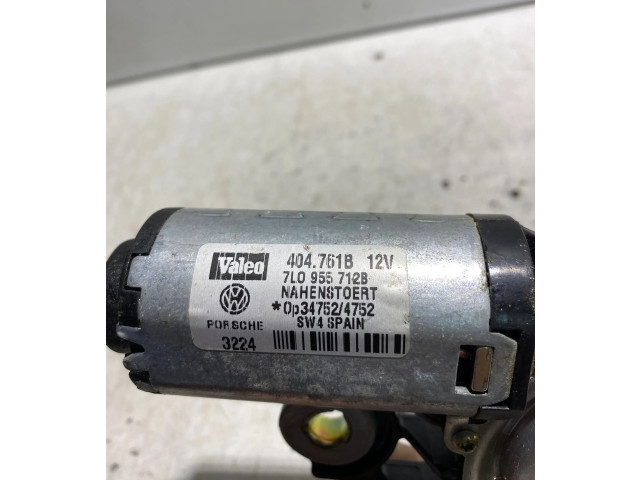 Valeo 404.761B 12V
7L0 955 712B
NAHENSTOERT
*0p34752/4752
PORSCHE SW4 SPAIN
3224